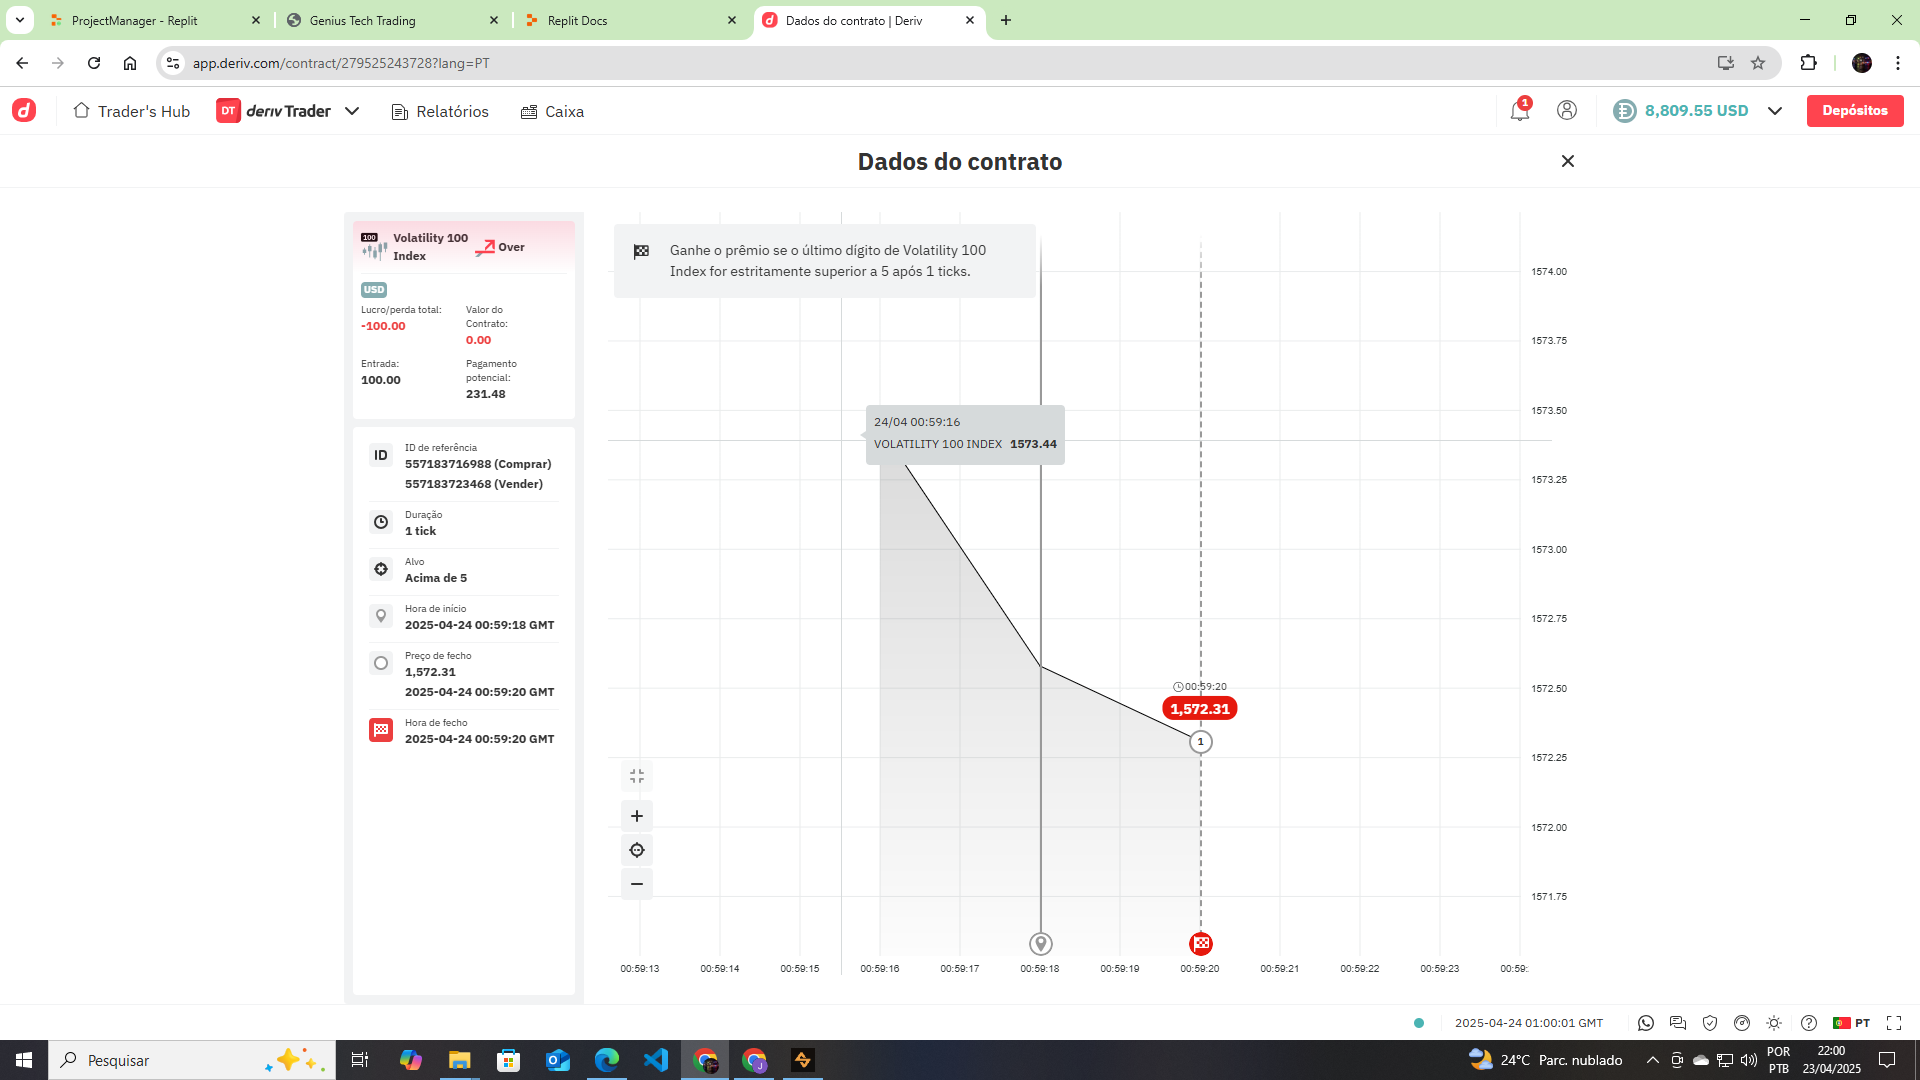 ProjectManager - Replit
Genius Tech Trading
Replit Docs
Dados do contrato | Deriv
app.deriv.com/contract/279525243728?lang=PT
Trader's Hub
DT
deriv Trader
Relatórios
Caixa
1
8,809.55 USD
Depósitos
Dados do contrato
100
Volatility 100
Index
Over
USD
Lucro/perda total:
-100.00
Valor do
Contrato:
0.00
Entrada:
100.00
Pagamento
potencial:
231.48
ID
ID de referência
557183716988 (Comprar)
557183723468 (Vender)
Duração
1 tick
Alvo
Acima de 5
Hora de início
2025-04-24 00:59:18 GMT
Preço de fecho
1,572.31
2025-04-24 00:59:20 GMT
Hora de fecho
2025-04-24 00:59:20 GMT
Ganhe o prêmio se o último dígito de Volatility 100
Index for estritamente superior a 5 após 1 ticks.
24/04 00:59:16
VOLATILITY 100 INDEX 1573.44
00:59:20
1,572.31
1
1574.00
1573.75
1573.50
1573.25
1573.00
1572.75
1572.50
1572.25
1572.00
1571.75
00:59:13
00:59:14
00:59:15
00:59:16
00:59:17
00:59:18
00:59:19
00:59:20
00:59:21
00:59:22
00:59:23
00:59:
2025-04-24 01:00:01 GMT
PT
Pesquisar
24°C Parc. nublado
POR
PTB
22:00
23/04/2025